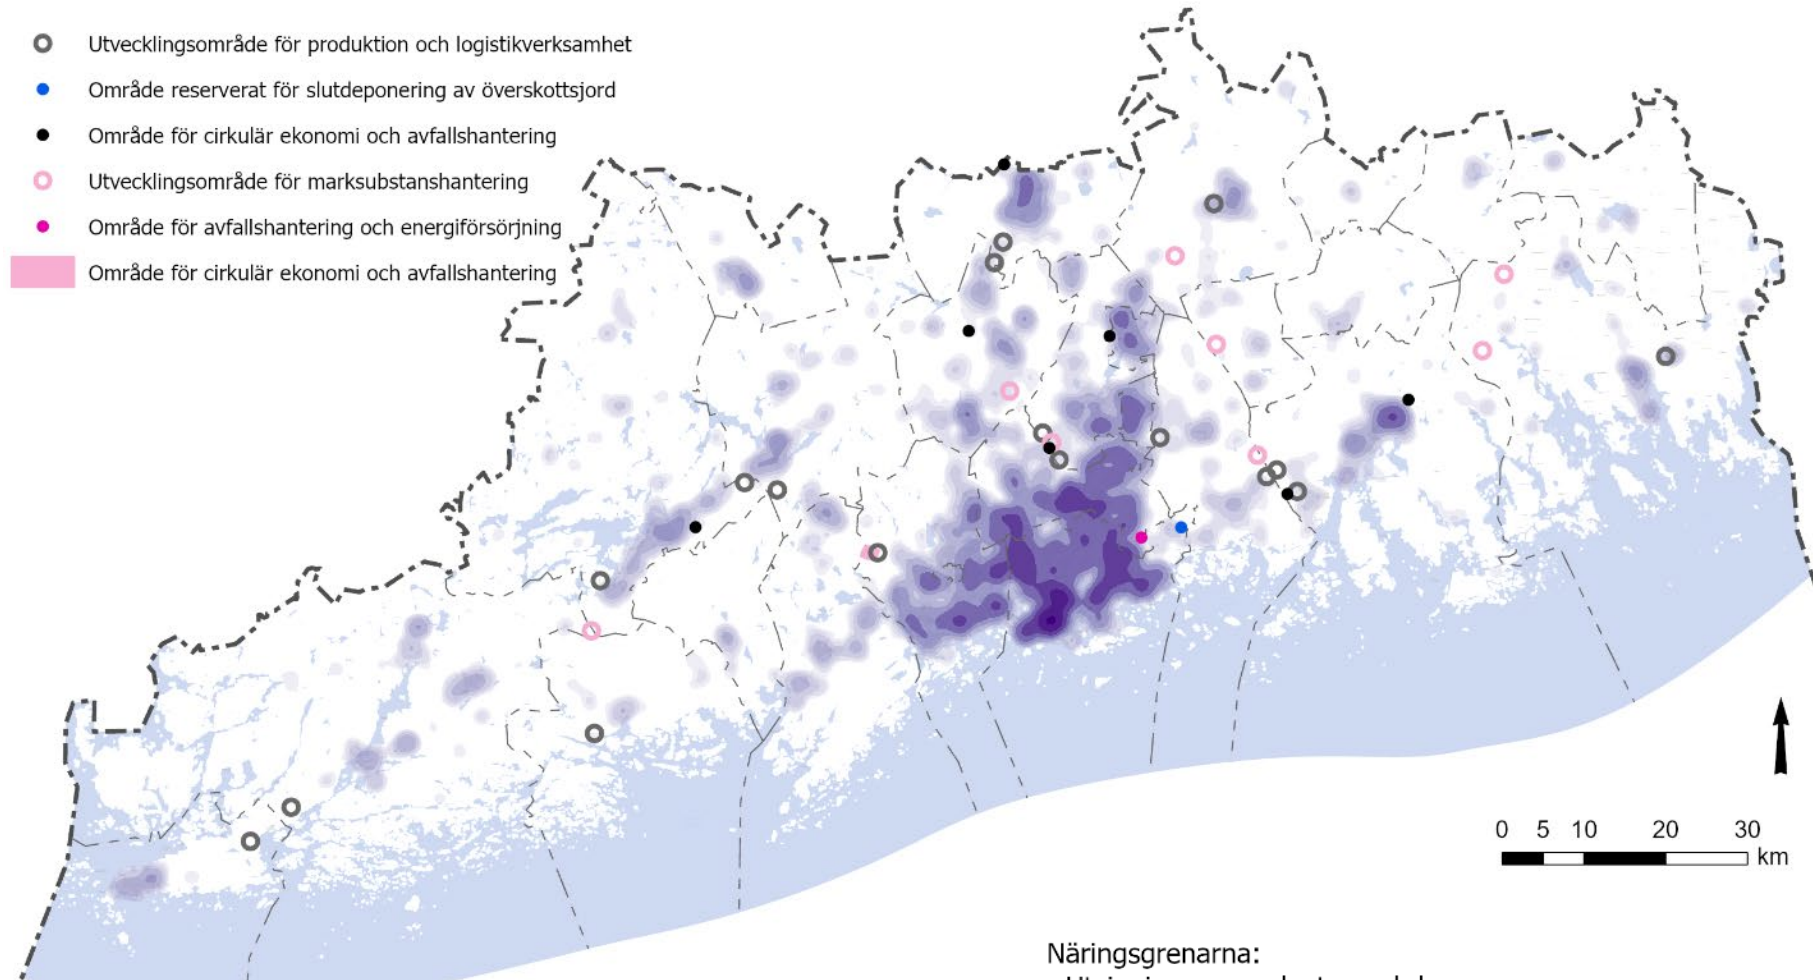 Utvecklingsområde för produktion och logistikverksamhet
Område reserverat för slutdeponering av överskottsjord
Område för cirkulär ekonomi och avfallshantering
Utvecklingsområde för marksubstanshantering
Område för avfallshantering och energiförsörjning
Område för cirkulär ekonomi och avfallshantering
0 5 10 20 30
km
Näringsgrenarna: